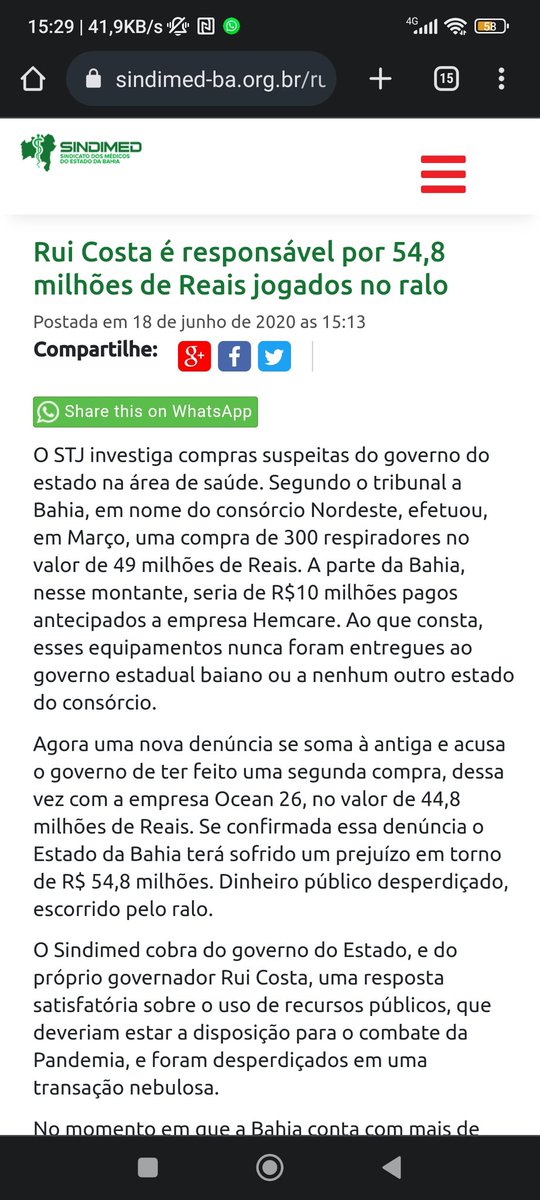 15:29 | 41,9KB/s
4G
58
sindimed-ba.org.br/ru
15
SINDIMED
SINDICATO DOS MÉDICOS
DO ESTADO DA BAHIA
Rui Costa é responsável por 54,8
milhões de Reais jogados no ralo
Postada em 18 de junho de 2020 as 15:13
Compartilhe:
Share this on WhatsApp
O STJ investiga compras suspeitas do governo do
estado na área de saúde. Segundo o tribunal a
Bahia, em nome do consórcio Nordeste, efetuou,
em Março, uma compra de 300 respiradores no
valor de 49 milhões de Reais. A parte da Bahia,
nesse montante, seria de R$10 milhões pagos
antecipados a empresa Hemcare. Ao que consta,
esses equipamentos nunca foram entregues ao
governo estadual baiano ou a nenhum outro estado
do consórcio.
Agora uma nova denúncia se soma à antiga e acusa
o governo de ter feito uma segunda compra, dessa
vez com a empresa Ocean 26, no valor de 44,8
milhões de Reais. Se confirmada essa denúncia o
Estado da Bahia terá sofrido um prejuízo em torno
de R$ 54,8 milhões. Dinheiro público desperdiçado,
escorrido pelo ralo.
O Sindimed cobra do governo do Estado, e do
próprio governador Rui Costa, uma resposta
satisfatória sobre o uso de recursos públicos, que
deveriam estar a disposição para o combate da
Pandemia, e foram desperdiçados em uma
transação nebulosa.
No momento em que a Bahia conta com mais de